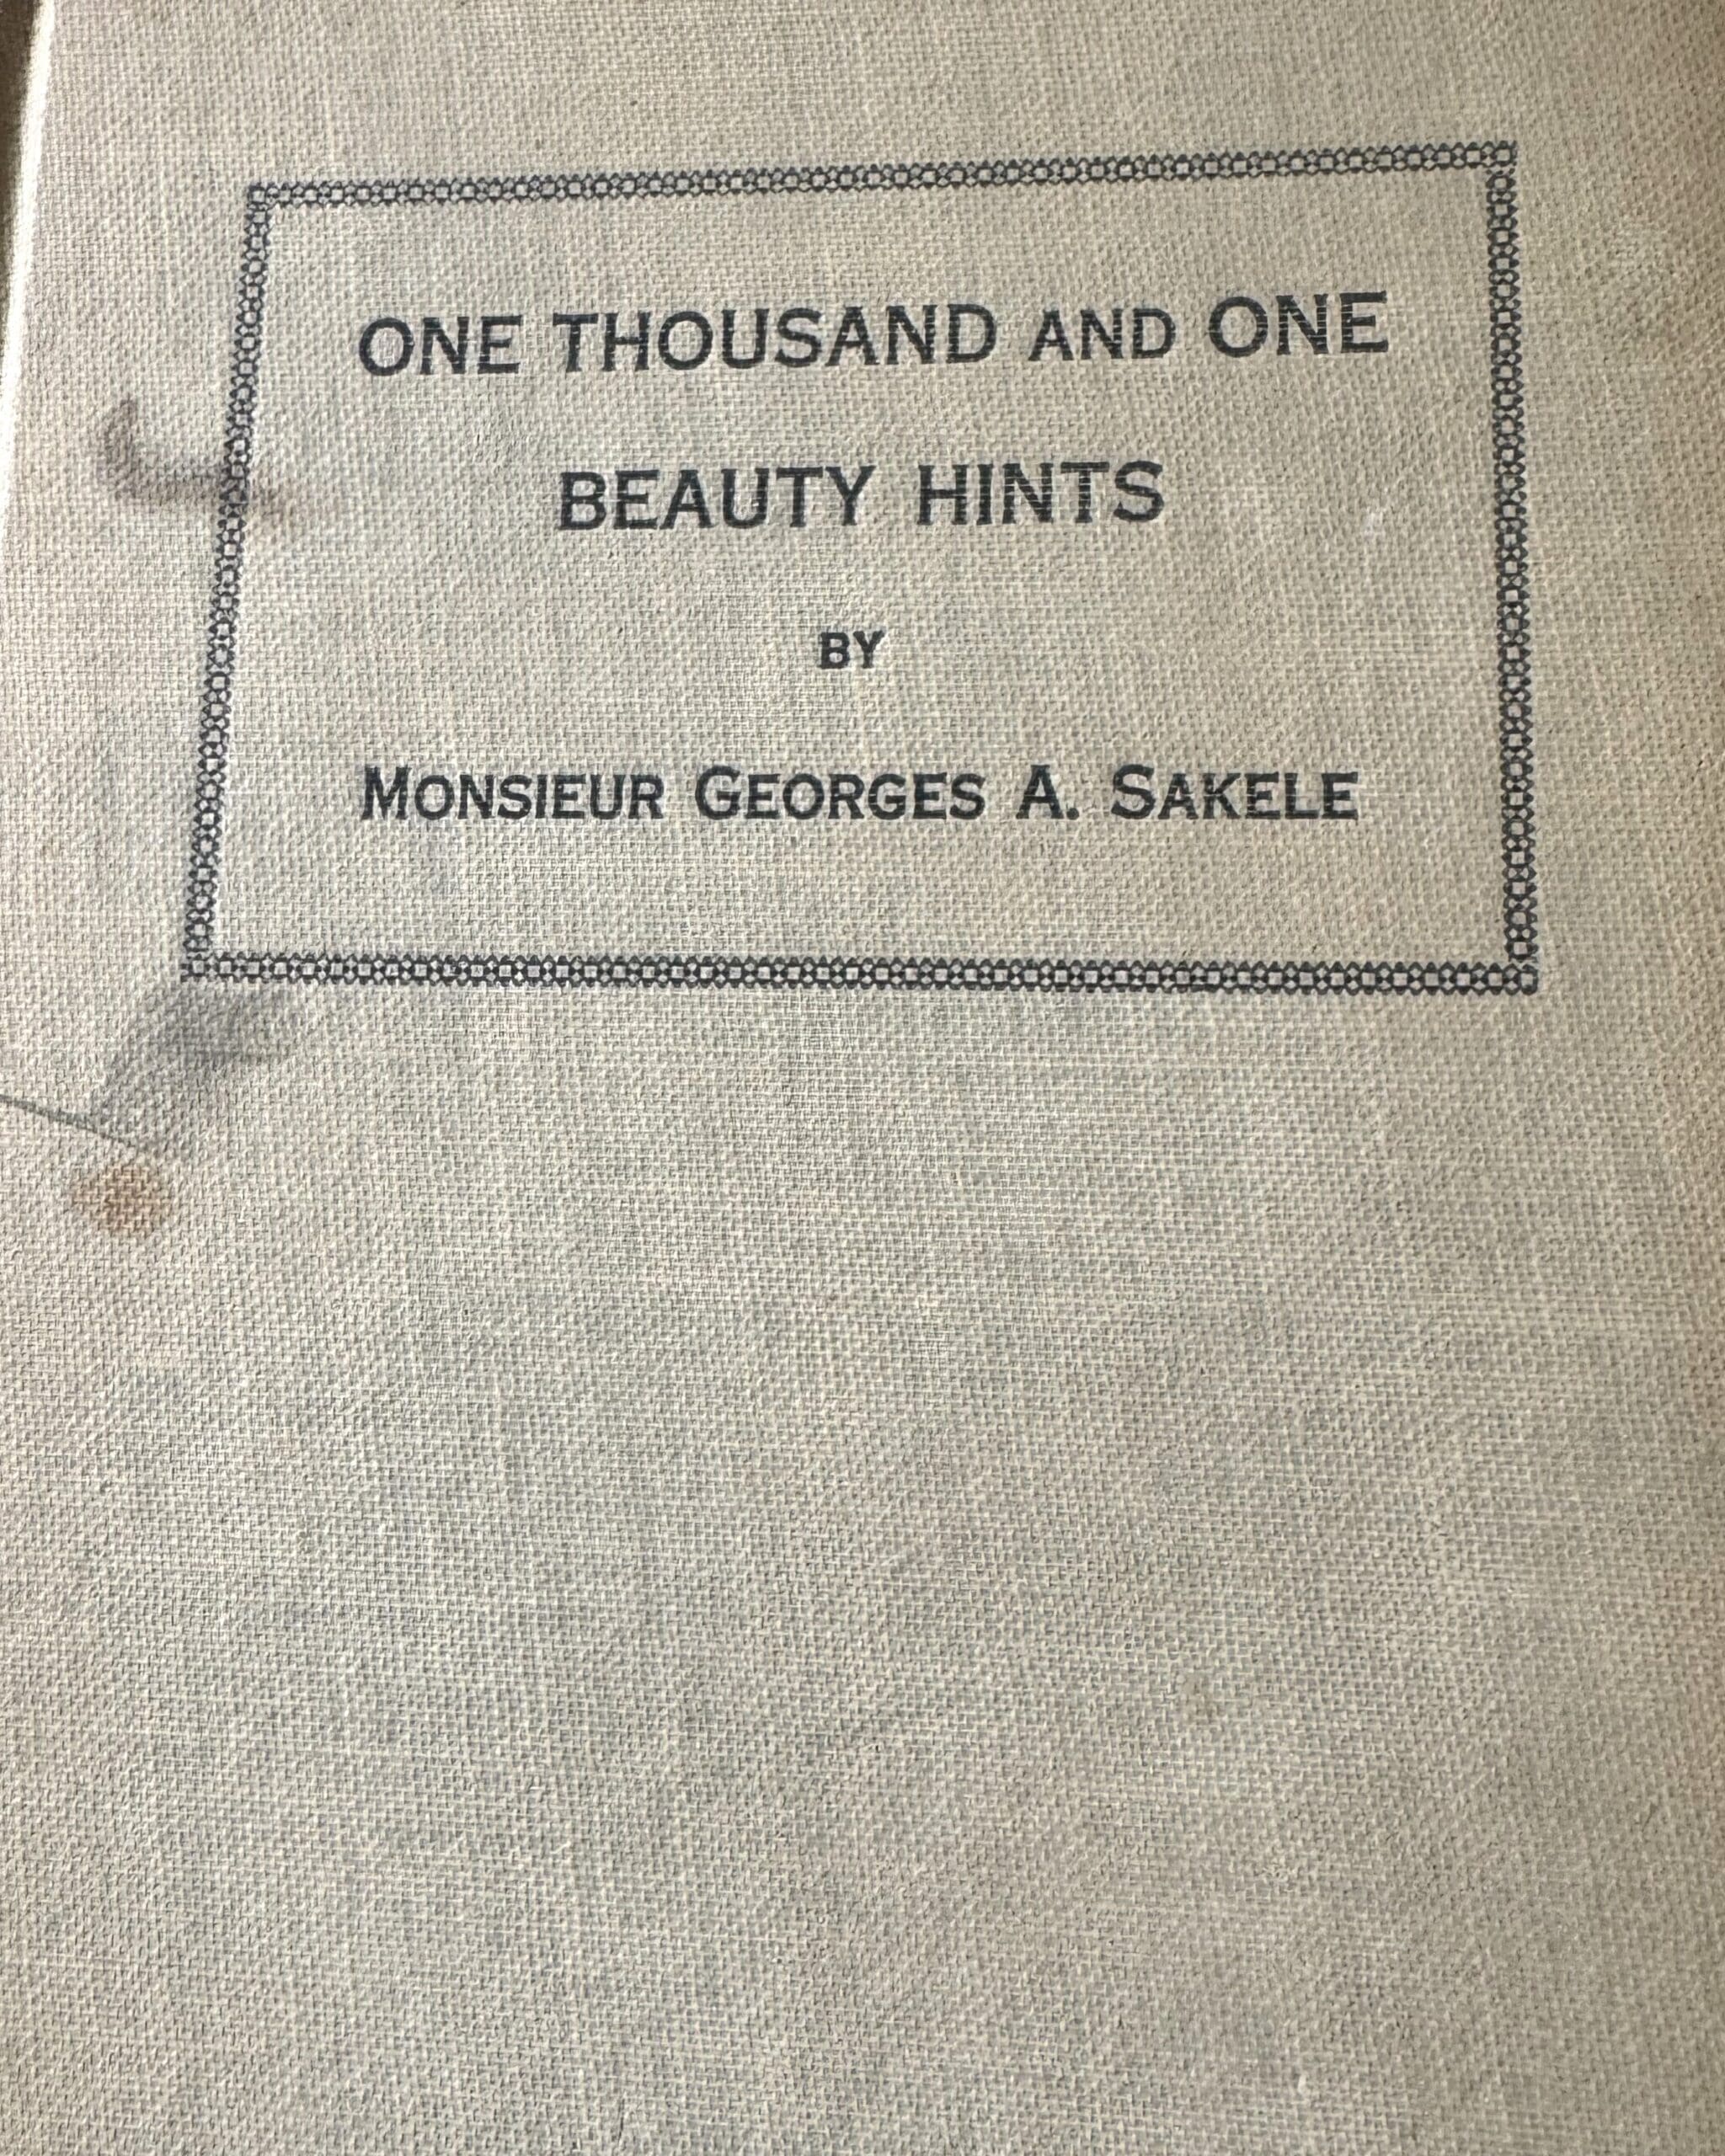 ONE THOUSAND AND ONE
BEAUTY HINTS
BY
MONSIEUR GEORGES A. SAKELE